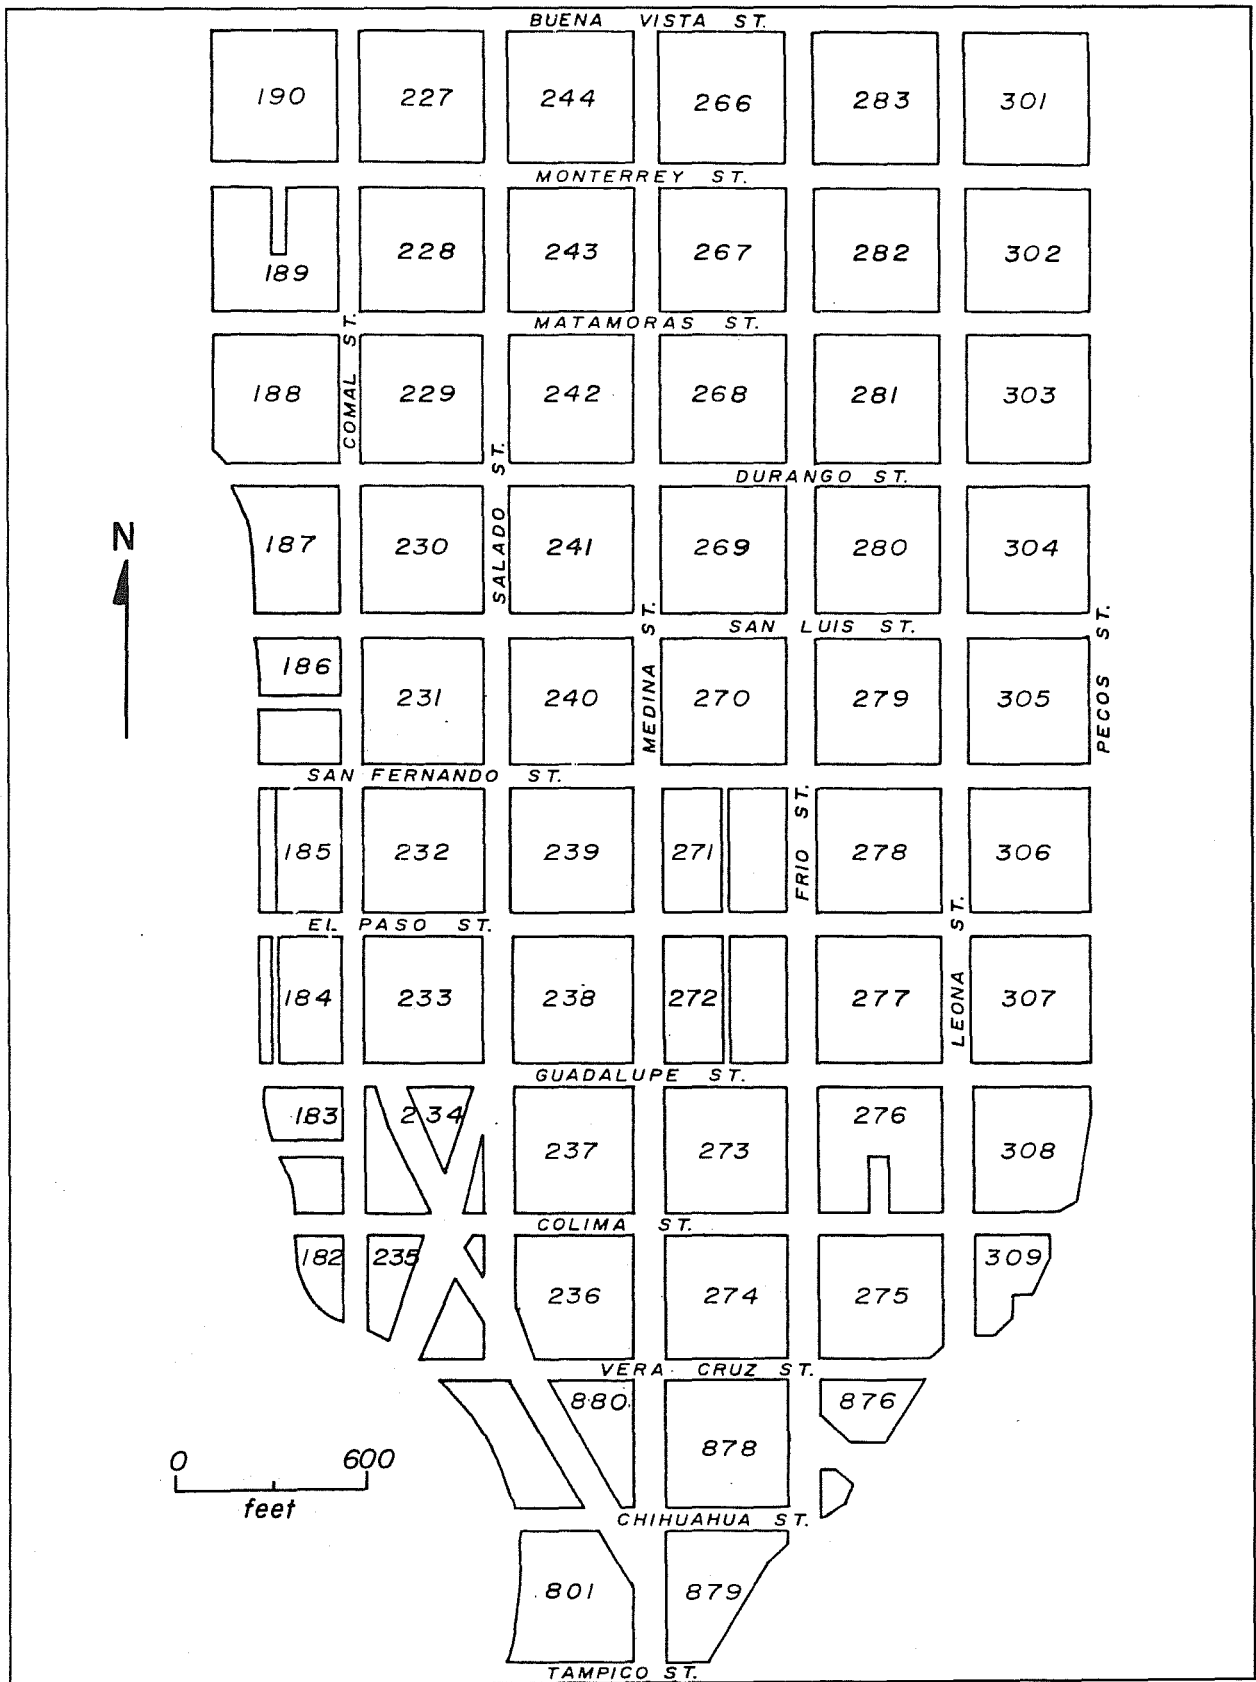 BUENA VISTA ST.
190 227 244 266 283 301
MONTERREY ST.
189 228 243 267 282 302
MATAMORAS ST.
COMAL ST.
188 229 242 268 281 303
DURANGO ST.
SALADO ST.
N
187 230 241 269 280 304
SAN LUIS ST.
MEDINA ST.
PECOS ST.
186 231 240 270 279 305
SAN FERNANDO ST.
FRIO ST.
185 232 239 271 278 306
EL PASO ST.
LEONA ST.
184 233 238 272 277 307
GUADALUPE ST.
183 234 237 273 276 308
COLIMA ST.
182 235 236 274 275 309
VERA CRUZ ST.
880 878 876
0 600
feet
CHIHUAHUA ST.
801 879
TAMPICO ST.